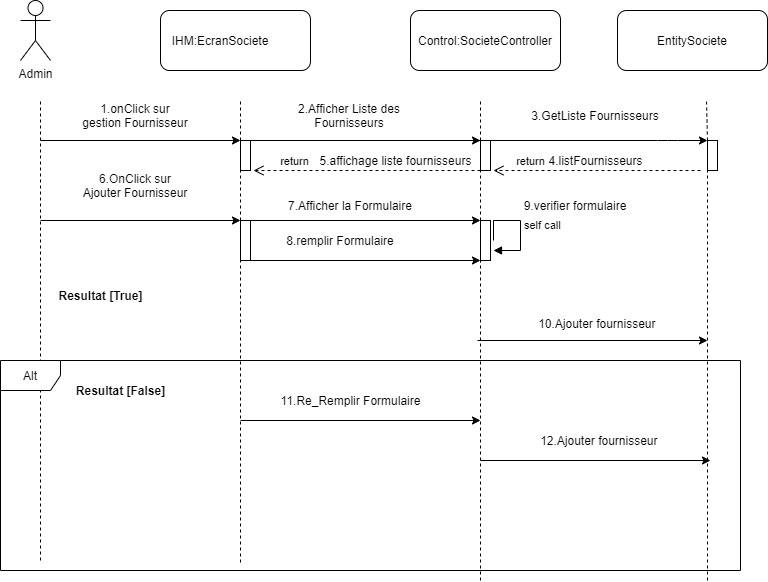 Admin
IHM:EcranSociete
Control:SocieteController
EntitySociete
1.onClick sur
gestion Fournisseur
2.Afficher Liste des
Fournisseurs
3.GetListe Fournisseurs
return 5.affichage liste fournisseurs
return 4.listFournisseurs
6.OnClick sur
Ajouter Fournisseur
7.Afficher la Formulaire
9.verifier formulaire
self call
8.remplir Formulaire
Resultat [True]
10.Ajouter fournisseur
Alt
Resultat [False]
11.Re_Remplir Formulaire
12.Ajouter fournisseur